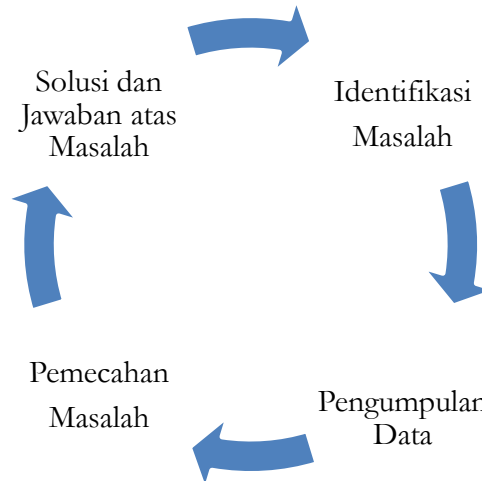 Solusi dan
Jawaban atas
Masalah
Identifikasi
Masalah
Pemecahan
Masalah
Pengumpulan
Data